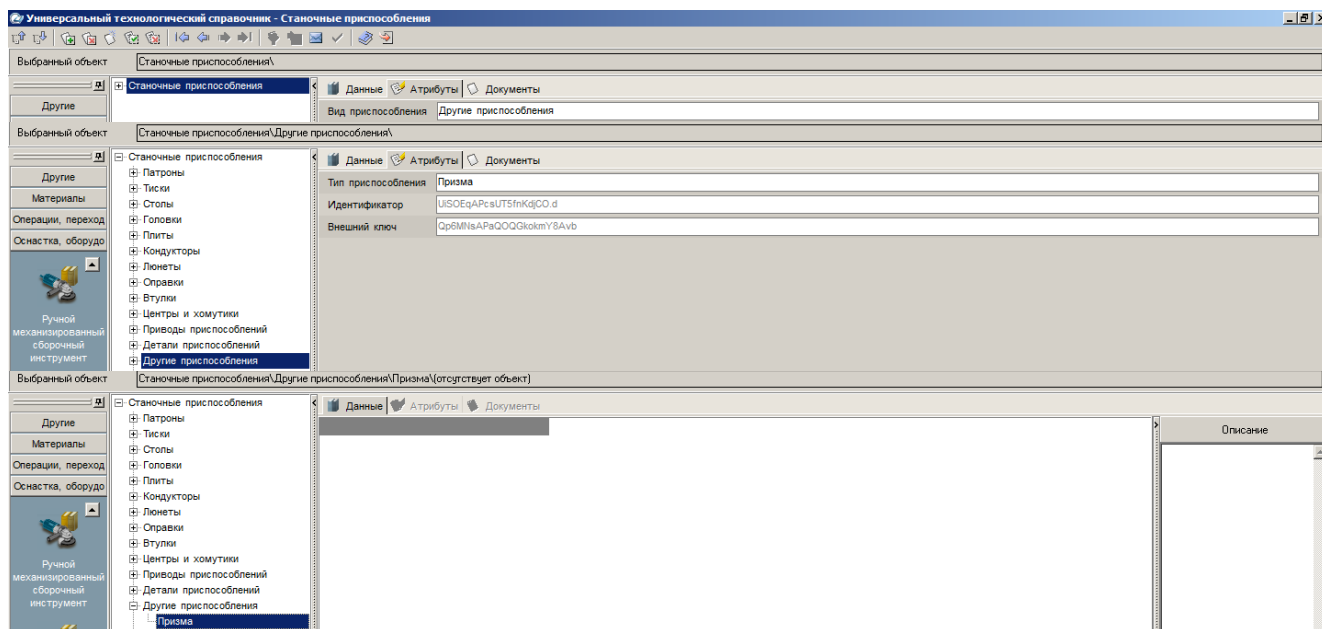 Универсальный технологический справочник - Станочные приспособления
Выбранный объект Станочные приспособления\
Станочные приспособления Данные Атрибуты Документы
Другие Вид приспособления Другие приспособления
Выбранный объект Станочные приспособления\Другие приспособления\
Станочные приспособления Данные Атрибуты Документы
Патроны
Другие Тип приспособления Призма
Тиски
Материалы Столы Идентификатор UiSOEqAPcsUT5fnKdjCO.d
Операции, переход Головки
Внешний ключ Qp6MNsAPaQOQGkokmY8Avb
Оснастка, оборудо Плиты
Кондукторы
Люнеты
Оправки
Втулки
Ручной Центры и хомутики
механизированный Приводы приспособлений
сборочный Детали приспособлений
инструмент Другие приспособления
Выбранный объект Станочные приспособления\Другие приспособления\Призма\(отсутствует объект)
Станочные приспособления Данные Атрибуты Документы
Другие Патроны Описание
Тиски
Материалы Столы
Операции, переход Головки
Оснастка, оборудо Плиты
Кондукторы
Люнеты
Оправки
Втулки
Ручной Центры и хомутики
механизированный Приводы приспособлений
сборочный Детали приспособлений
инструмент Другие приспособления
Призма